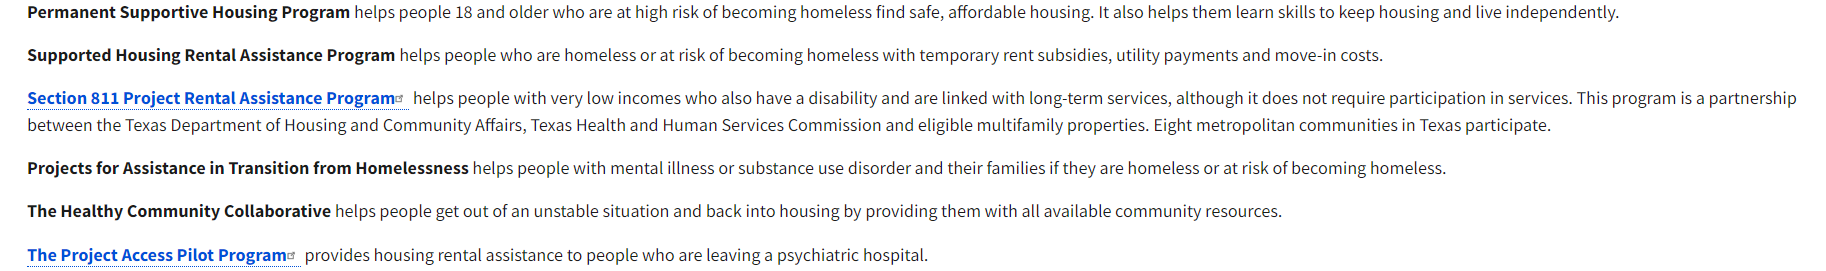 Permanent Supportive Housing Program helps people 18 and older who are at high risk of becoming homeless find safe, affordable housing. It also helps them learn skills to keep housing and live independently.
Supported Housing Rental Assistance Program helps people who are homeless or at risk of becoming homeless with temporary rent subsidies, utility payments and move-in costs.
Section 811 Project Rental Assistance Program helps people with very low incomes who also have a disability and are linked with long-term services, although it does not require participation in services. This program is a partnership
between the Texas Department of Housing and Community Affairs, Texas Health and Human Services Commission and eligible multifamily properties. Eight metropolitan communities in Texas participate.
Projects for Assistance in Transition from Homelessness helps people with mental illness or substance use disorder and their families if they are homeless or at risk of becoming homeless.
The Healthy Community Collaborative helps people get out of an unstable situation and back into housing by providing them with all available community resources.
The Project Access Pilot Program provides housing rental assistance to people who are leaving a psychiatric hospital.